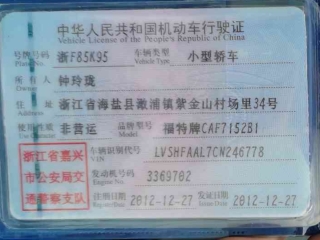 中华人民共和国机动车行驶证
Vehicle License of the People's Republic of China
号牌号码 浙F85K95 车辆类型 小型轿车
Plate No. Vehicle Type
所有人 钟玲珑
Owner
住址 浙江省海盐县澉浦镇紫金山村场里34号
Address
使用性质 非营运 品牌型号 福特牌CAF7152B1
浙江省嘉兴市公安局交通警察支队
车辆识别代号 LVSHFAAL7CN246778
VIN
发动机号码 3369702
Engine No.
注册日期 2012-12-27 发证日期 2012-12-27